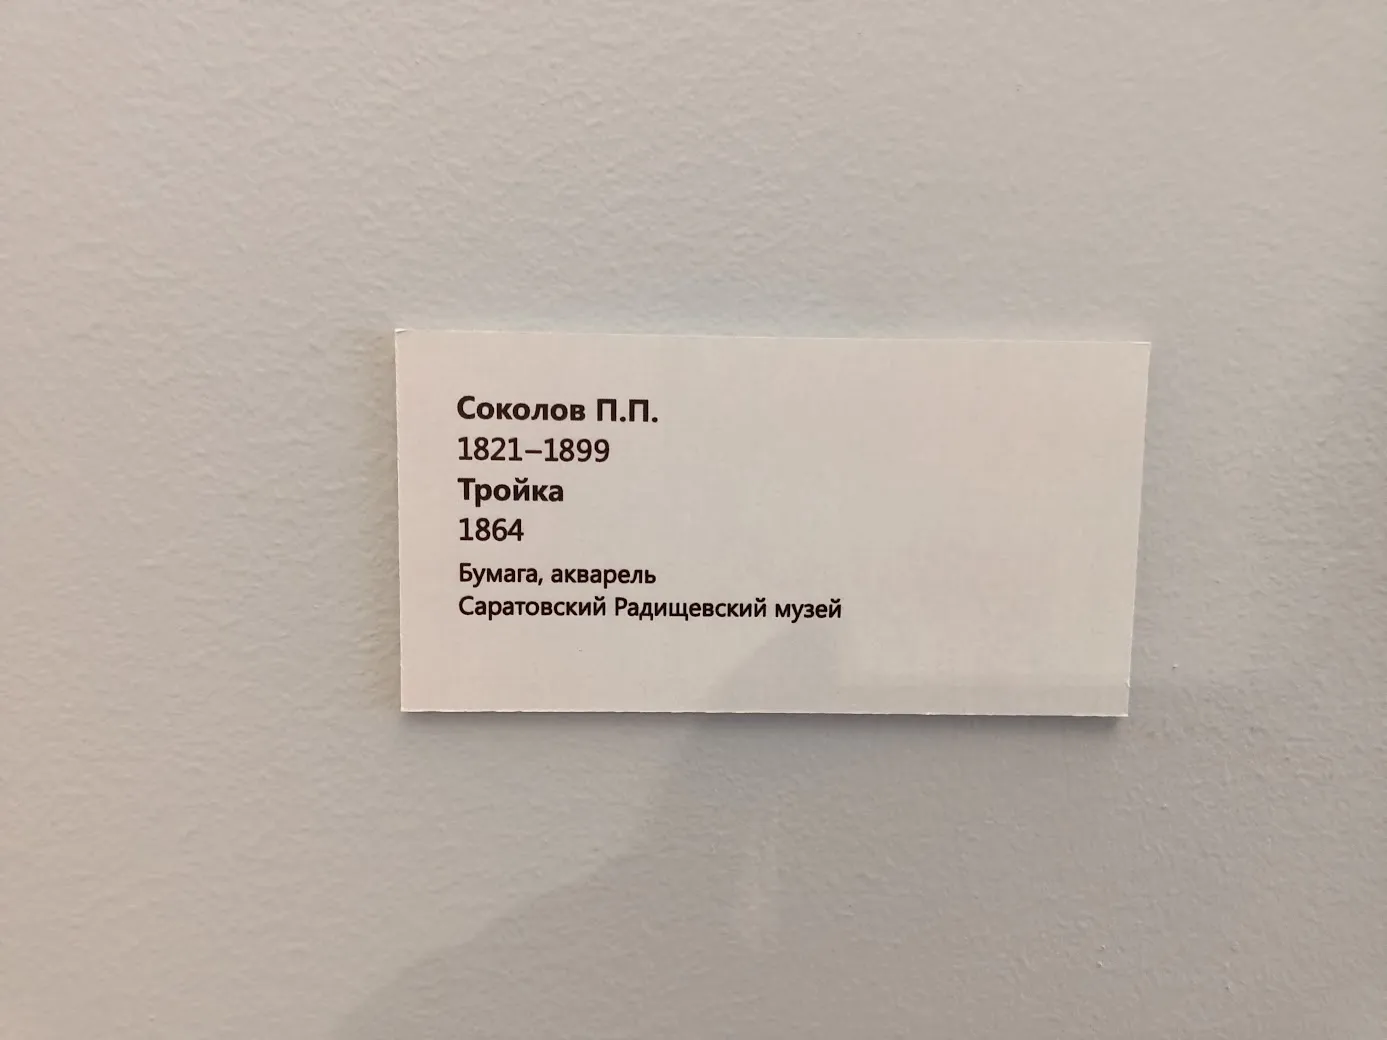 Соколов П.П.
1821–1899
Тройка
1864
Бумага, акварель
Саратовский Радищевский музей